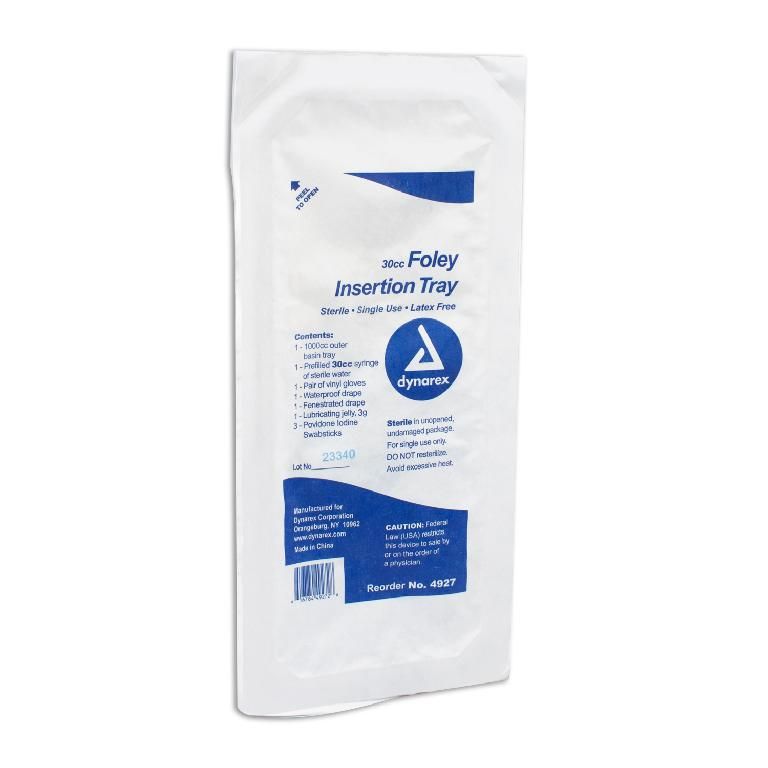 PEEL
TO OPEN
30cc Foley
Insertion Tray
Sterile • Single Use • Latex Free
Contents:
1 - 1000cc outer
basin tray
1 - Prefilled 30cc syringe
of sterile water
1 - Pair of vinyl gloves
1 - Waterproof drape
1 - Fenestrated drape
1 - Lubricating jelly, 3g
3 - Povidone Iodine
Swabsticks
Lot No. 23340
dynarex
Sterile in unopened,
undamaged package.
For single use only.
DO NOT resterilize.
Avoid excessive heat.
Manufactured for
Dynarex Corporation
Orangeburg, NY 10962
www.dynarex.com
Made in China
CAUTION: Federal
Law (USA) restricts
this device to sale by
or on the order of
a physician.
Reorder No. 4927